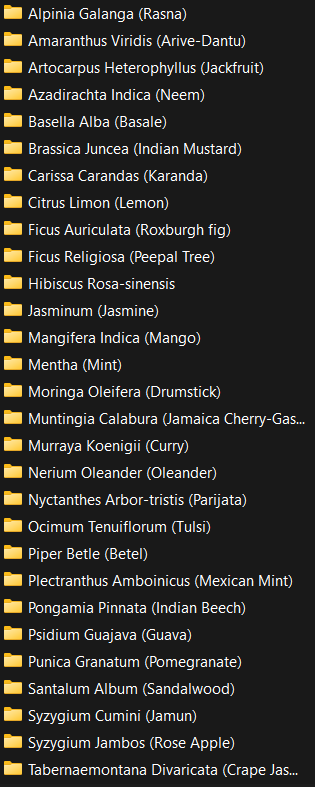 Alpinia Galanga (Rasna)
Amaranthus Viridis (Arive-Dantu)
Artocarpus Heterophyllus (Jackfruit)
Azadirachta Indica (Neem)
Basella Alba (Basale)
Brassica Juncea (Indian Mustard)
Carissa Carandas (Karanda)
Citrus Limon (Lemon)
Ficus Auriculata (Roxburgh fig)
Ficus Religiosa (Peepal Tree)
Hibiscus Rosa-sinensis
Jasminum (Jasmine)
Mangifera Indica (Mango)
Mentha (Mint)
Moringa Oleifera (Drumstick)
Muntingia Calabura (Jamaica Cherry-Gas...
Murraya Koenigii (Curry)
Nerium Oleander (Oleander)
Nyctanthes Arbor-tristis (Parijata)
Ocimum Tenuiflorum (Tulsi)
Piper Betle (Betel)
Plectranthus Amboinicus (Mexican Mint)
Pongamia Pinnata (Indian Beech)
Psidium Guajava (Guava)
Punica Granatum (Pomegranate)
Santalum Album (Sandalwood)
Syzygium Cumini (Jamun)
Syzygium Jambos (Rose Apple)
Tabernaemontana Divaricata (Crape Jas...